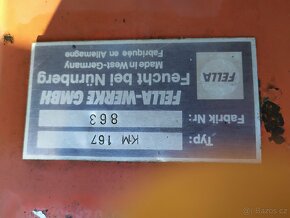 Typ: KM 167
Fabrik Nr: 863
FELLA-WERKE GMBH
FELLA
Feucht bei Nürnberg
Made in West-Germany
Fabriquée en Allemagne